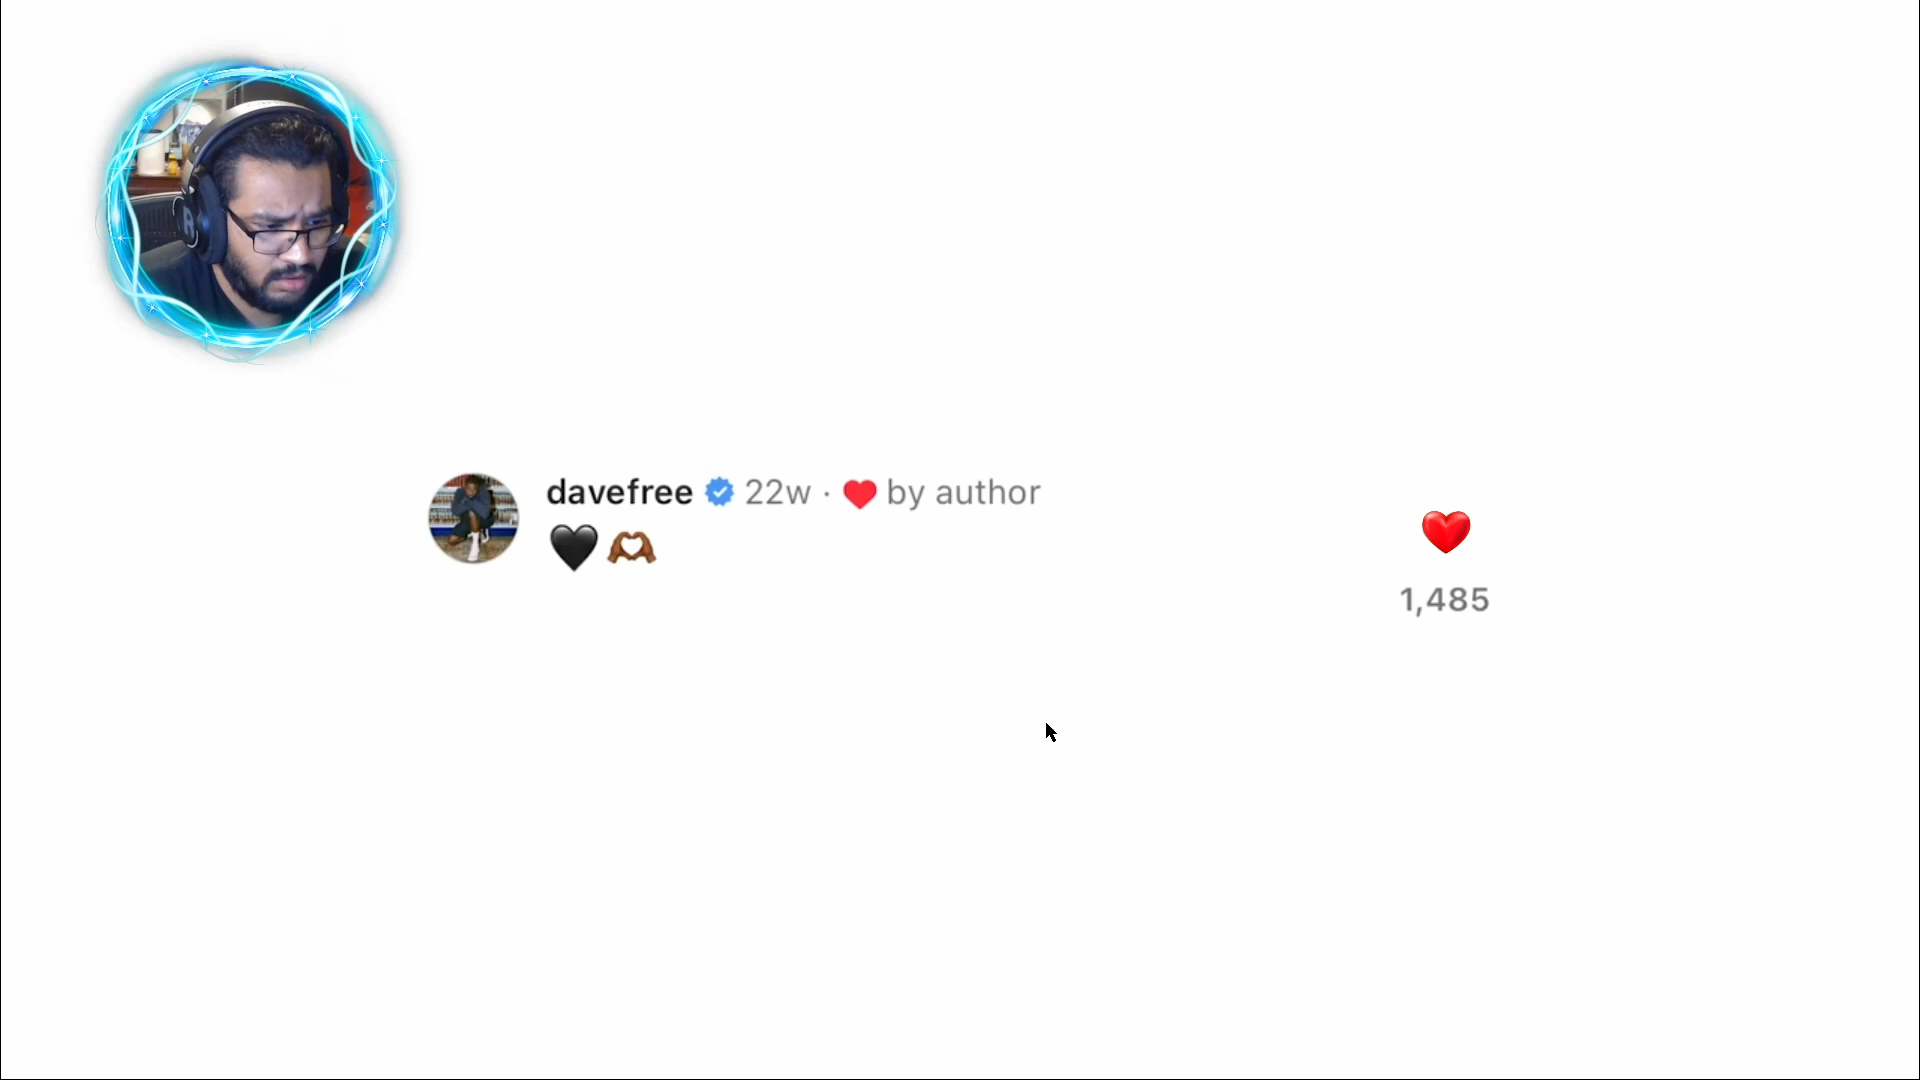 davefree 22w · ❤️ by author
🖤 🫶🏾
1,485